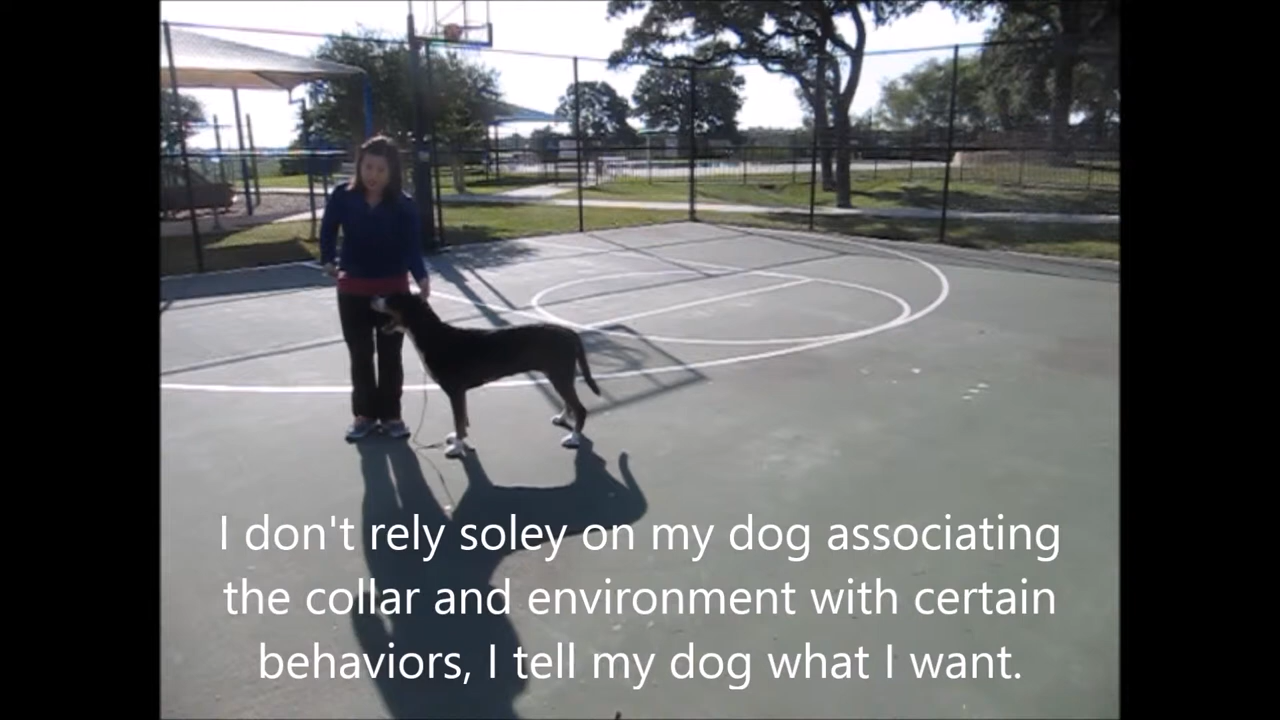 I don't rely soley on my dog associating
the collar and environment with certain
behaviors, I tell my dog what I want.